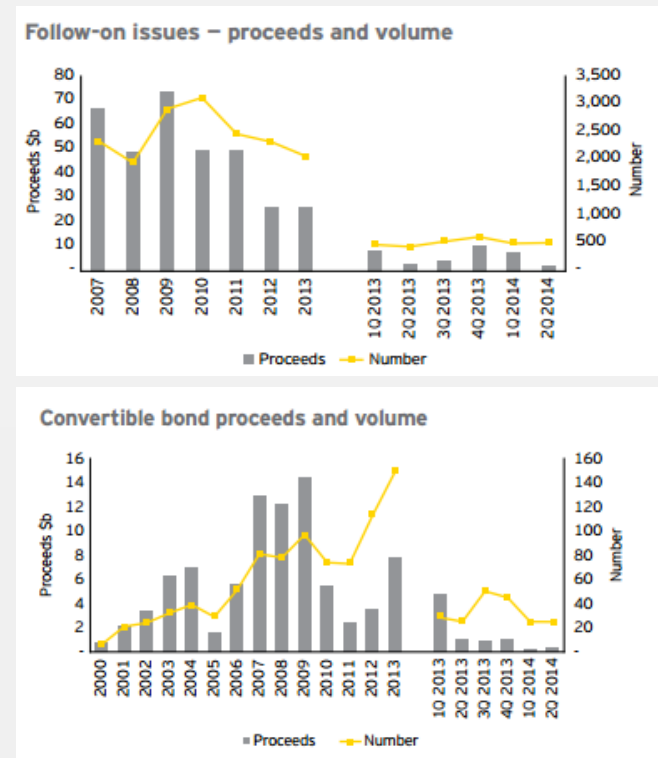 Follow-on issues – proceeds and volume
Proceeds $b
80
70
60
50
40
30
20
10
-
3,500
3,000
2,500
2,000
1,500
1,000
500
-
Number
2007
2008
2009
2010
2011
2012
2013
1Q 2013
2Q 2013
3Q 2013
4Q 2013
1Q 2014
2Q 2014
Proceeds Number
Convertible bond proceeds and volume
Proceeds $b
16
14
12
10
8
6
4
2
-
160
140
120
100
80
60
40
20
-
Number
2000
2001
2002
2003
2004
2005
2006
2007
2008
2009
2010
2011
2012
2013
1Q 2013
2Q 2013
3Q 2013
4Q 2013
1Q 2014
2Q 2014
Proceeds Number